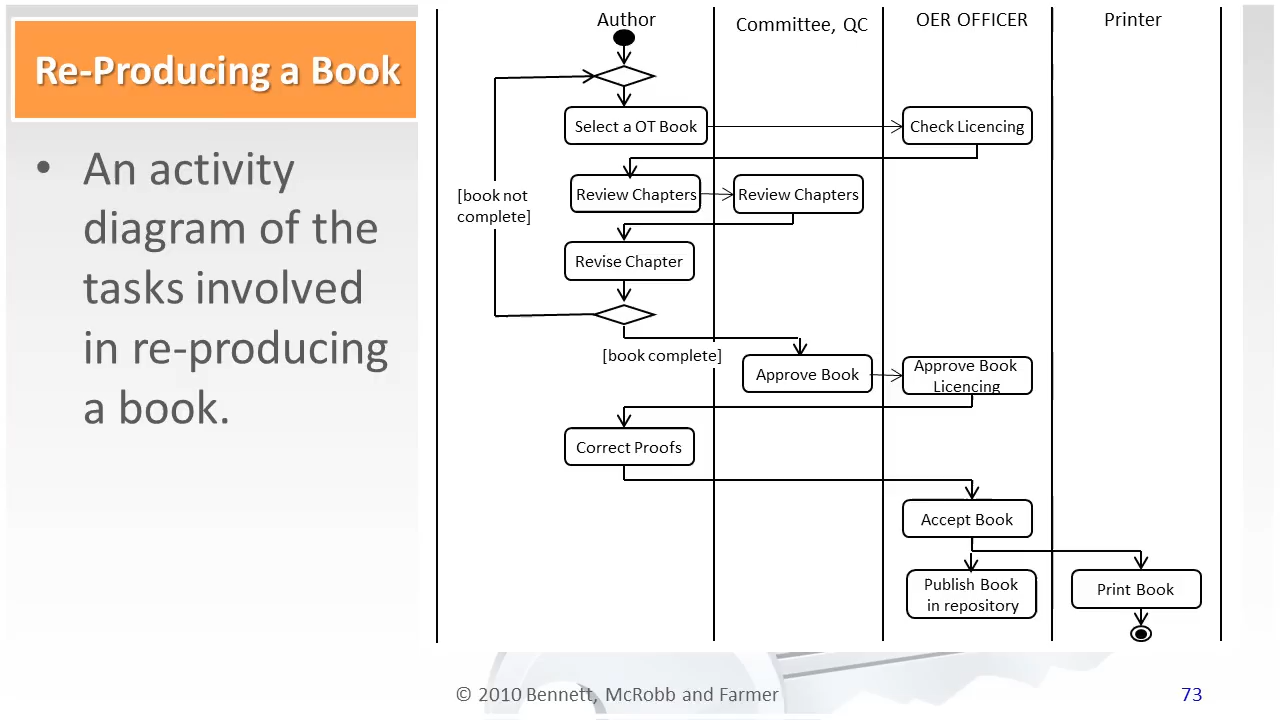 Re-Producing a Book
• An activity
diagram of the
tasks involved
in re-producing
a book.
Author
Committee, QC
OER OFFICER
Printer
Select a OT Book
Check Licencing
[book not
complete]
Review Chapters
Review Chapters
Revise Chapter
[book complete]
Approve Book
Approve Book
Licencing
Correct Proofs
Accept Book
Publish Book
in repository
Print Book
© 2010 Bennett, McRobb and Farmer
73